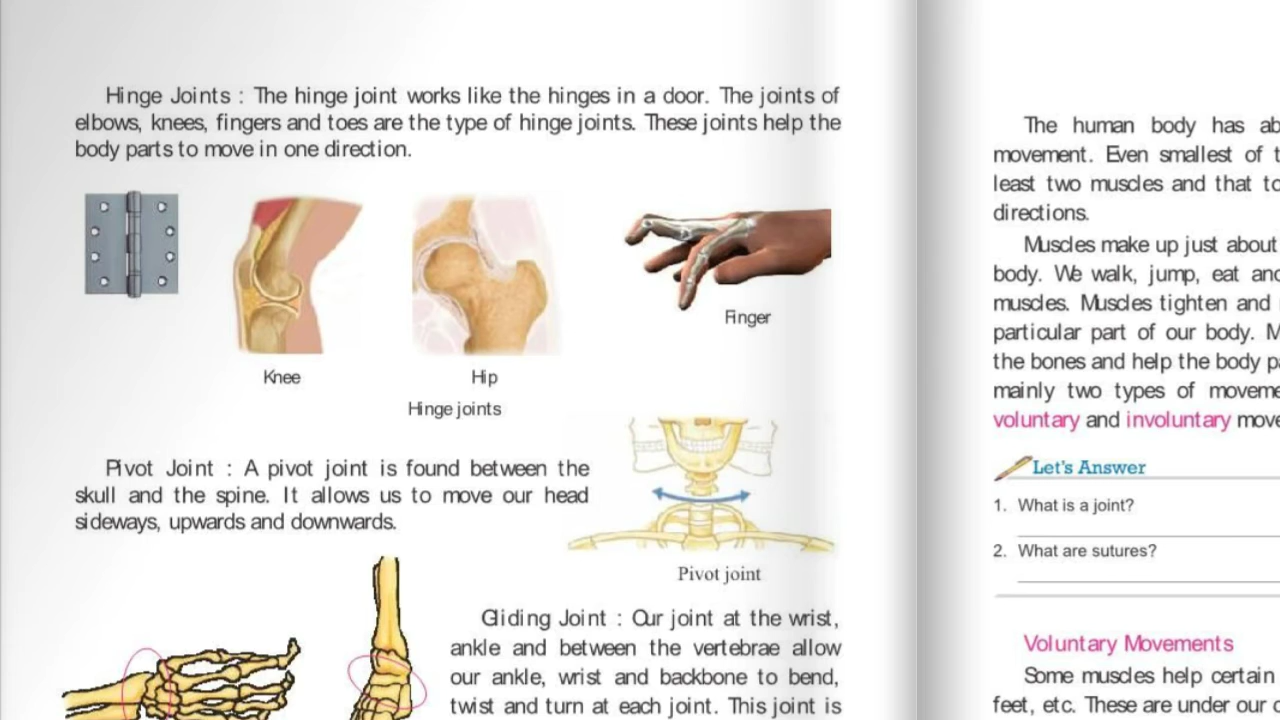 Hinge Joints : The hinge joint works like the hinges in a door. The joints of
elbows, knees, fingers and toes are the type of hinge joints. These joints help the
body parts to move in one direction.
Finger
Knee
Hip
Hinge joints
Pivot Joint : A pivot joint is found between the
skull and the spine. It allows us to move our head
sideways, upwards and downwards.
Pivot joint
Gliding Joint : Our joint at the wrist,
ankle and between the vertebrae allow
our ankle, wrist and backbone to bend,
twist and turn at each joint. This joint is
The human body has
movement. Even smallest of
least two muscles and that
directions.
Muscles make up just about
body. We walk, jump, eat
muscles. Muscles tighten and
particular part of our body.
the bones and help the body
mainly two types of
voluntary and involuntary
Let's Answer
1. What is a joint?
2. What are sutures?
Voluntary Movements
Some muscles help certain
feet, etc. These are under our